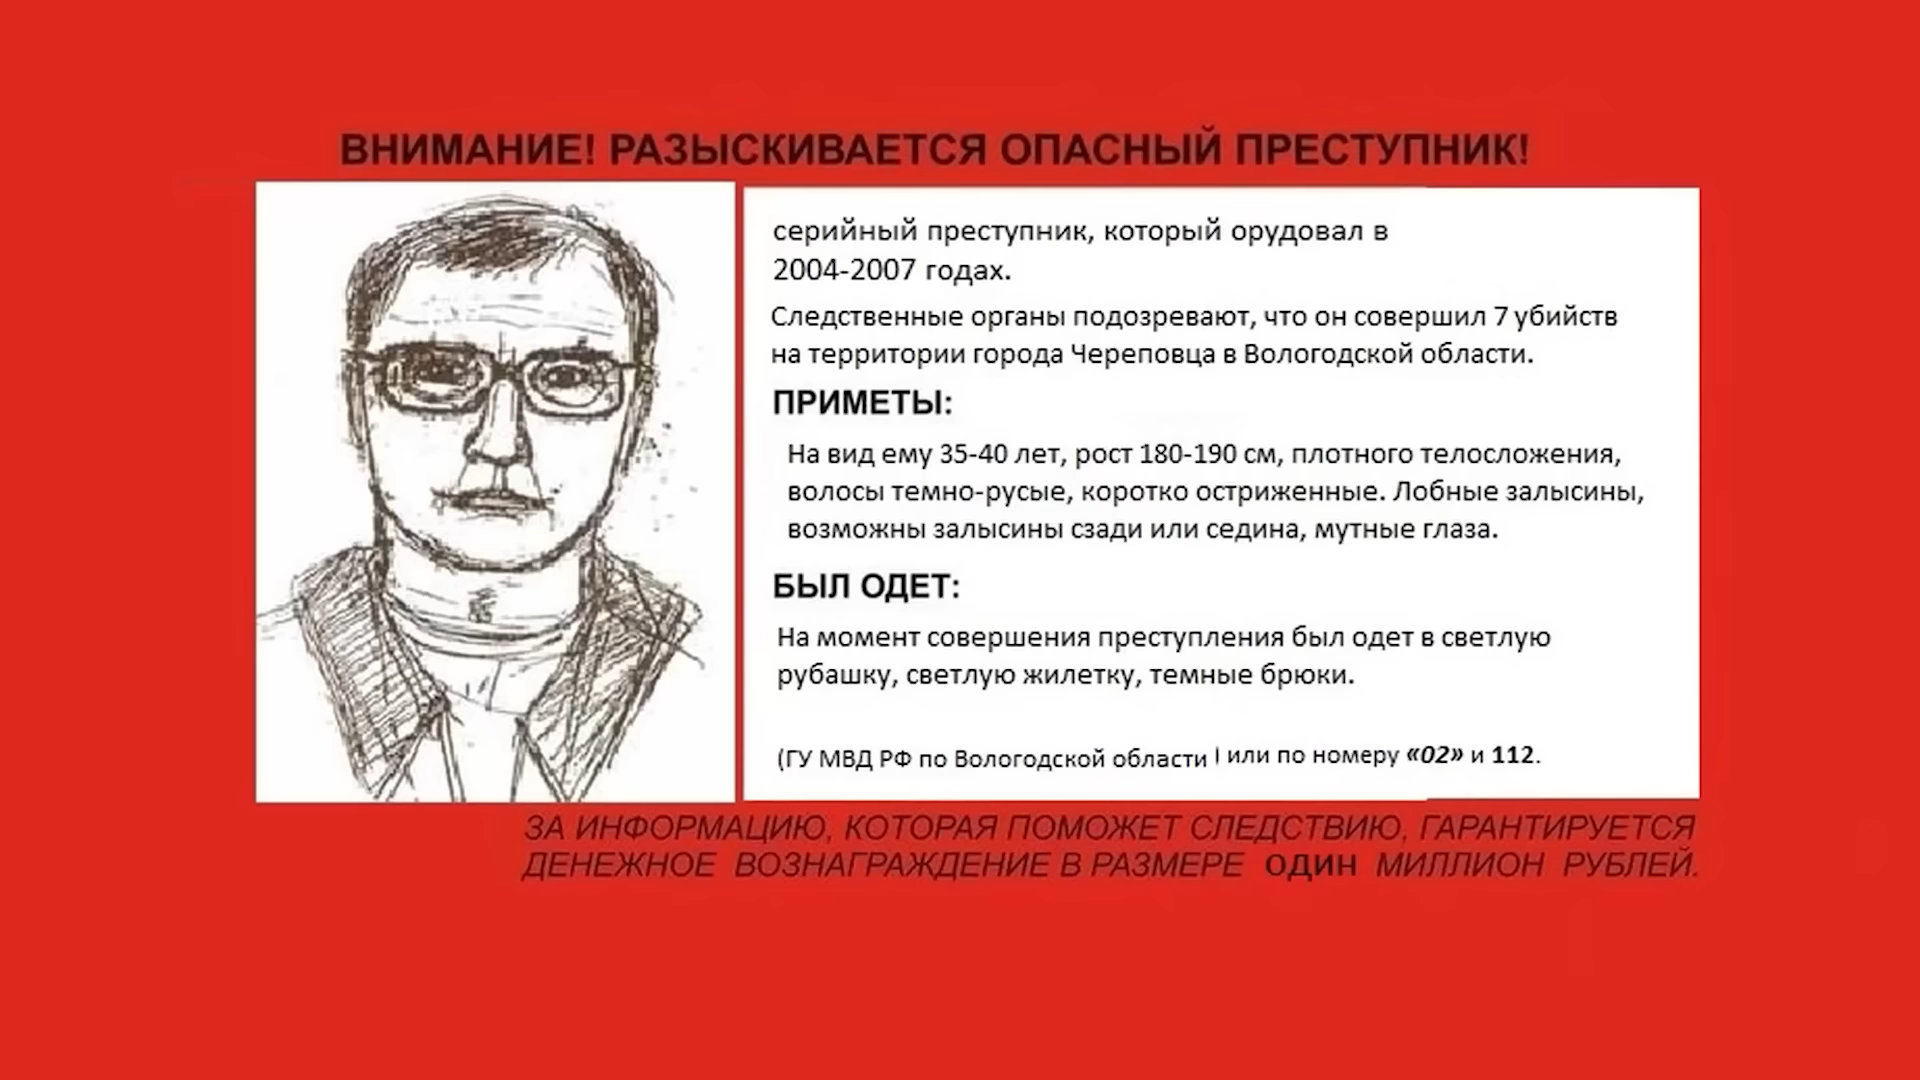 ВНИМАНИЕ! РАЗЫСКИВАЕТСЯ ОПАСНЫЙ ПРЕСТУПНИК!
серийный преступник, который орудовал в
2004-2007 годах.
Следственные органы подозревают, что он совершил 7 убийств
на территории города Череповца в Вологодской области.
ПРИМЕТЫ:
На вид ему 35-40 лет, рост 180-190 см, плотного телосложения,
волосы темно-русые, коротко остриженные. Лобные залысины,
возможны залысины сзади или седина, мутные глаза.
БЫЛ ОДЕТ:
На момент совершения преступления был одет в светлую
рубашку, светлую жилетку, темные брюки.
(ГУ МВД РФ по Вологодской области ) или по номеру «02» и 112.
ЗА ИНФОРМАЦИЮ, КОТОРАЯ ПОМОЖЕТ СЛЕДСТВИЮ, ГАРАНТИРУЕТСЯ
ДЕНЕЖНОЕ ВОЗНАГРАЖДЕНИЕ В РАЗМЕРЕ ОДИН МИЛЛИОН РУБЛЕЙ.